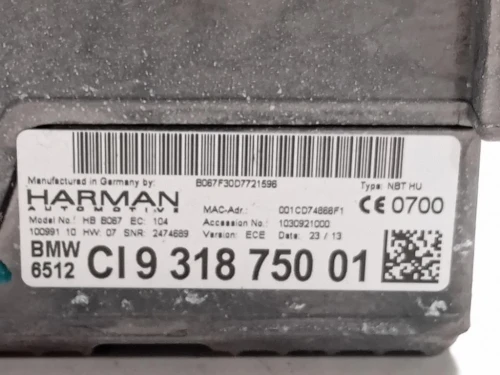 Manufactured in Germany by:
B067F30D7721596
HARMAN
AUTOMOTIVE
Type: NBT HU
MAC-Adr.: 001CD74668F1
CE 0700
Model No.: HB B067 EC: 104
Accession No.: 1030921000
100991 10 HW: 07 SNR: 2474689
Version: ECE Date: 23 / 13
BMW
6512 CI 9 318 750 01